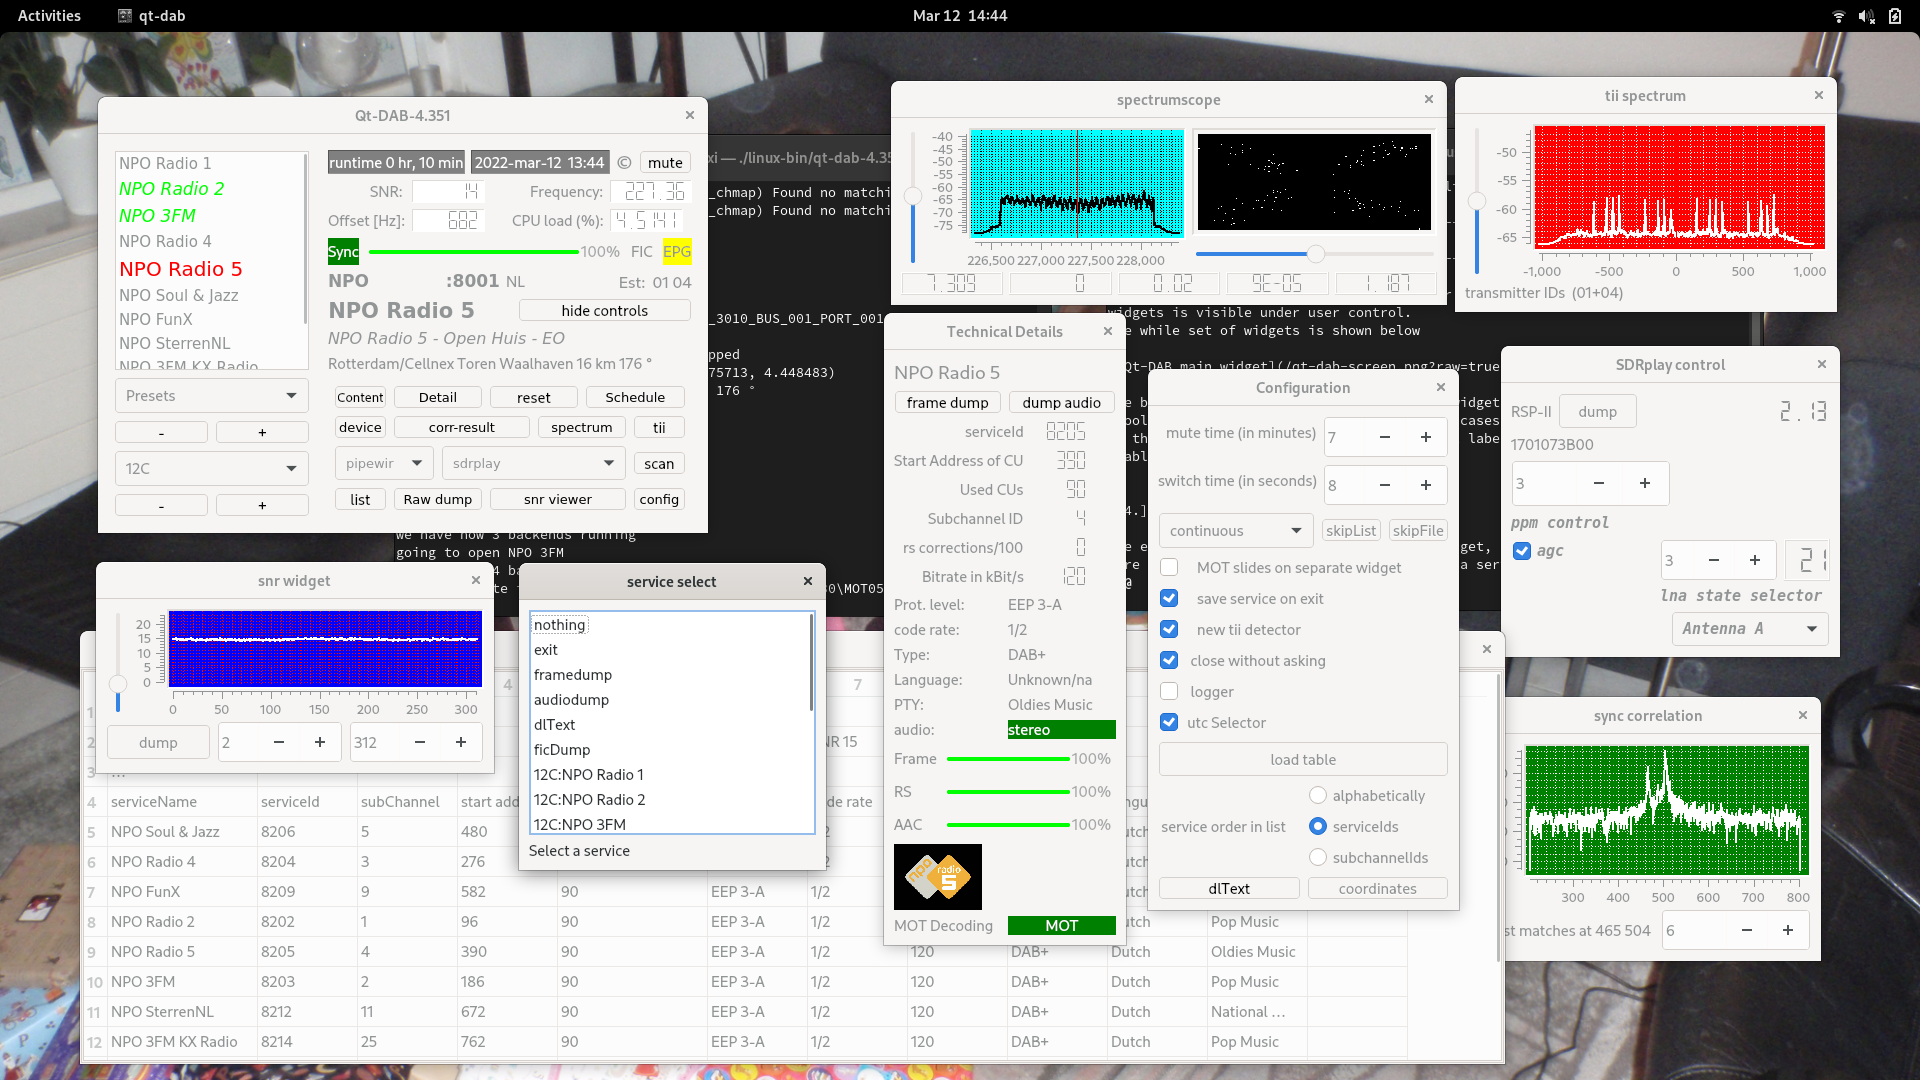 Activities
qt-dab
Mar 12 14:44
Qt-DAB-4.351
NPO Radio 1
NPO Radio 2
NPO 3FM
NPO Radio 4
NPO Radio 5
NPO Soul & Jazz
NPO FunX
NPO SterrenNL
NPO 3FM KX Radio
Presets
- +
12C
- +
runtime 0 hr, 10 min 2022-mar-12 13:44 © mute
SNR: 14 Frequency: 227.36
Offset [Hz]: 602 CPU load (%): 4.5141
Sync 100% FIC EPG
NPO :8001 NL Est: 01 04
NPO Radio 5 hide controls
NPO Radio 5 - Open Huis - EO
Rotterdam/Cellnex Toren Waalhaven 16 km 176 °
Content Detail reset Schedule
device corr-result spectrum tii
pipewir sdrplay scan
list Raw dump snr viewer config
xi — ./linux-bin/qt-dab-4.35
_chmap) Found no matchi
_chmap) Found no matchi
_3010_BUS_001_PORT_001
pped
75713, 4.448483)
176 °
we have now 3 backends running
going to open NPO 3FM
spectrumscope
-40
-45
-50
-55
-60
-65
-70
-75
226,500 227,000 227,500 228,000
7.309 0 0.02 9E-05 1.187
tii spectrum
-50
-55
-60
-65
-1,000 -500 0 500 1,000
transmitter IDs (01+04)
widgets is visible under user control.
e while set of widgets is shown below
Qt-DAB main widget](/qt-dab-screen.png?raw=true
Technical Details
NPO Radio 5
frame dump dump audio
serviceId 8205
Start Address of CU 390
Used CUs 90
Subchannel ID 4
rs corrections/100 0
Bitrate in kBit/s 120
Prot. level: EEP 3-A
code rate: 1/2
Type: DAB+
Language: Unknown/na
PTY: Oldies Music
audio: stereo
Frame 100%
RS 100%
AAC 100%
npo radio 5
MOT Decoding MOT
Configuration
mute time (in minutes) 7 - +
switch time (in seconds) 8 - +
continuous skipList skipFile
MOT slides on separate widget
save service on exit
new tii detector
close without asking
logger
utc Selector
load table
alphabetically
service order in list serviceIds
subchannelIds
dlText coordinates
SDRplay control
RSP-II dump 2.13
1701073B00
3 - +
ppm control
agc 3 - + 21
lna state selector
Antenna A
snr widget
20
15
10
5
0
0 50 100 150 200 250 300
dump 2 - + 312 - +
service select
nothing
exit
framedump
audiodump
dlText
ficDump
12C:NPO Radio 1
12C:NPO Radio 2
12C:NPO 3FM
Select a service
sync correlation
300 400 500 600 700 800
st matches at 465 504 6 - +
4 7
1
2 NR 15
3 ...
4 serviceName serviceId subChannel start add de rate
5 NPO Soul & Jazz 8206 5 480
6 NPO Radio 4 8204 3 276
7 NPO FunX 8209 9 582 90 EEP 3-A 1/2
8 NPO Radio 2 8202 1 96 90 EEP 3-A 1/2 Pop Music
9 NPO Radio 5 8205 4 390 90 EEP 3-A 1/2 120 DAB+ Dutch Oldies Music
10 NPO 3FM 8203 2 186 90 EEP 3-A 1/2 120 DAB+ Dutch Pop Music
11 NPO SterrenNL 8212 11 672 90 EEP 3-A 1/2 120 DAB+ Dutch National ...
12 NPO 3FM KX Radio 8214 25 762 90 EEP 3-A 1/2 120 DAB+ Dutch Pop Music